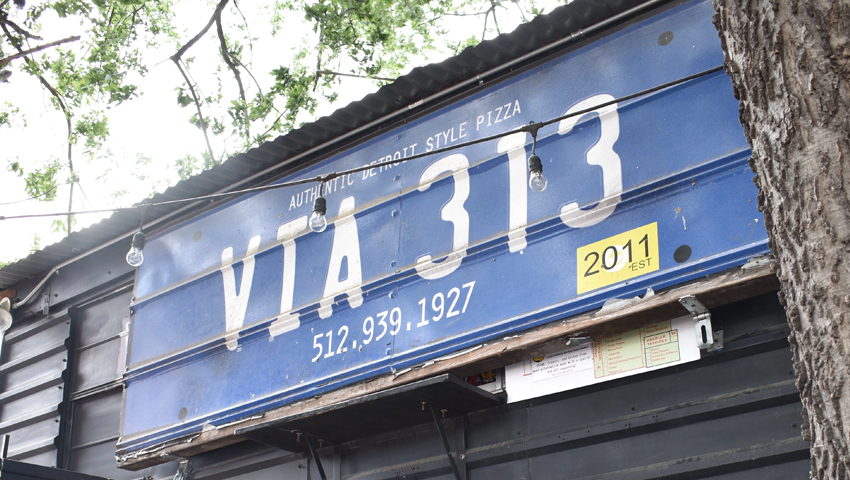 AUTHENTIC DETROIT STYLE PIZZA
VIA 313
512.939.1927
2011
EST